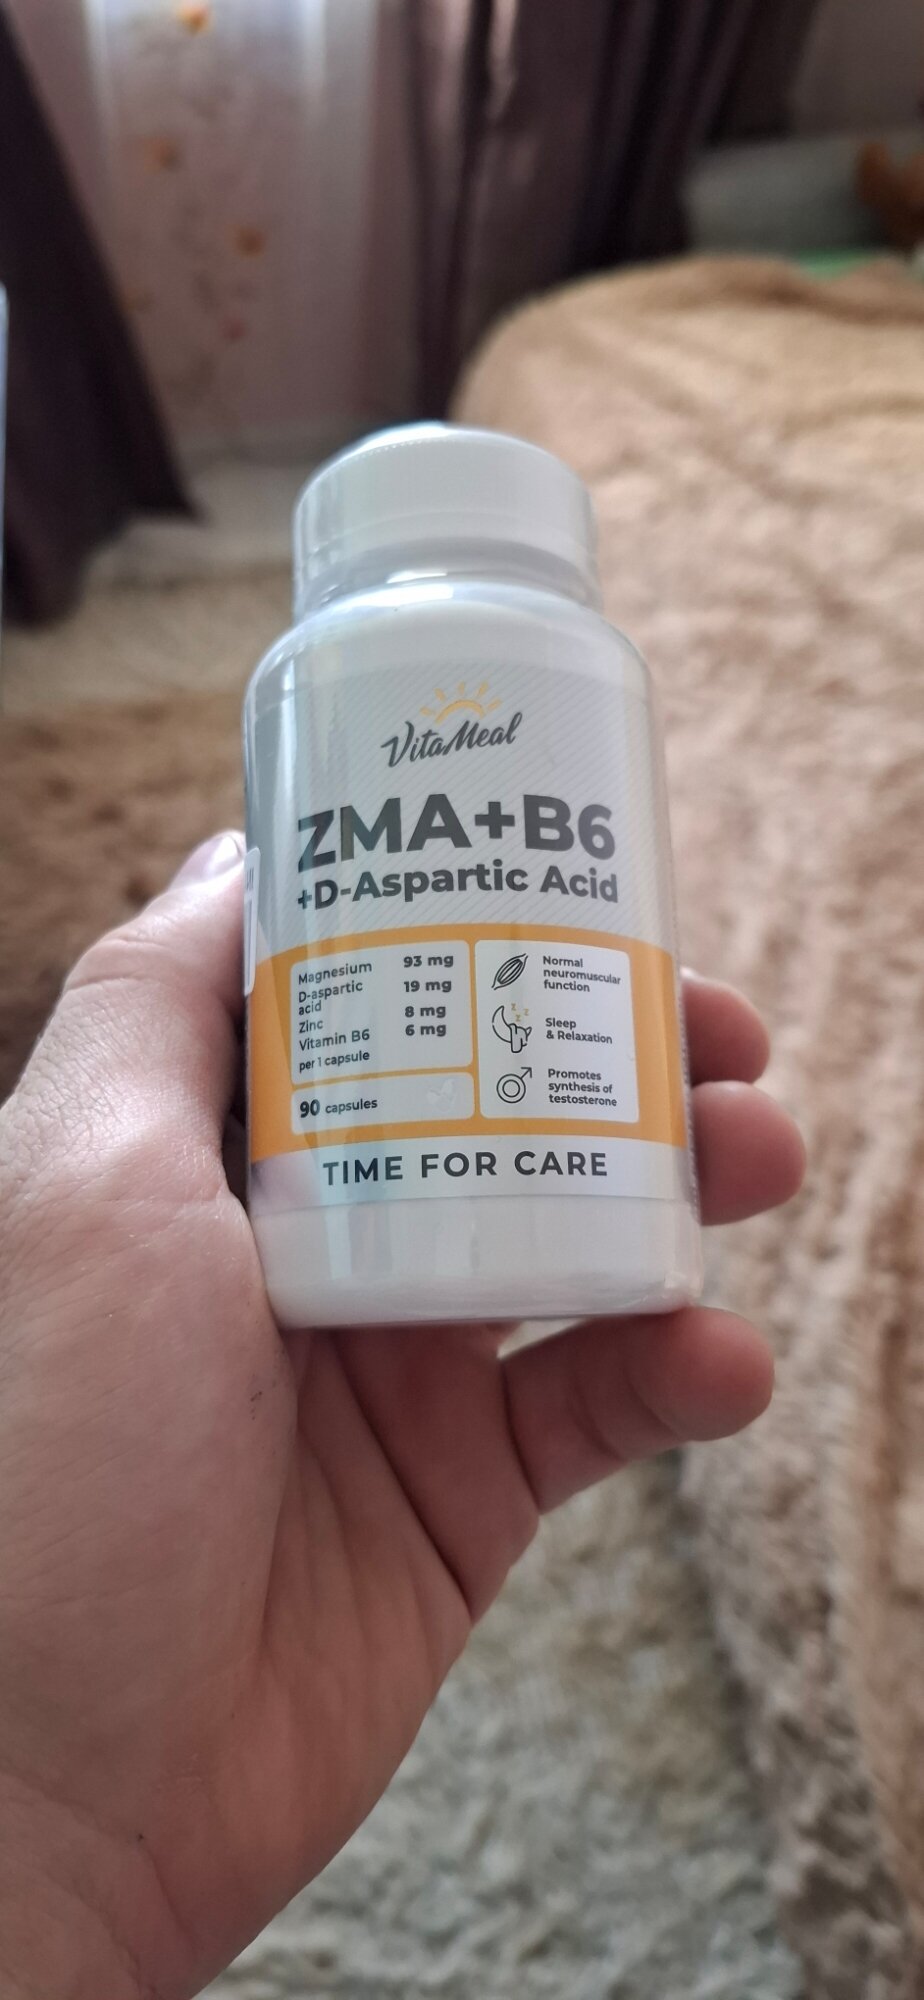 VitaMeal
ZMA+B6
+D-Aspartic Acid
Magnesium 93 mg
D-aspartic acid 19 mg
Zinc 8 mg
Vitamin B6 6 mg
per 1 capsule
90 capsules
Normal
neuromuscular
function
z z z
Sleep
& Relaxation
Promotes
synthesis of
testosterone
TIME FOR CARE